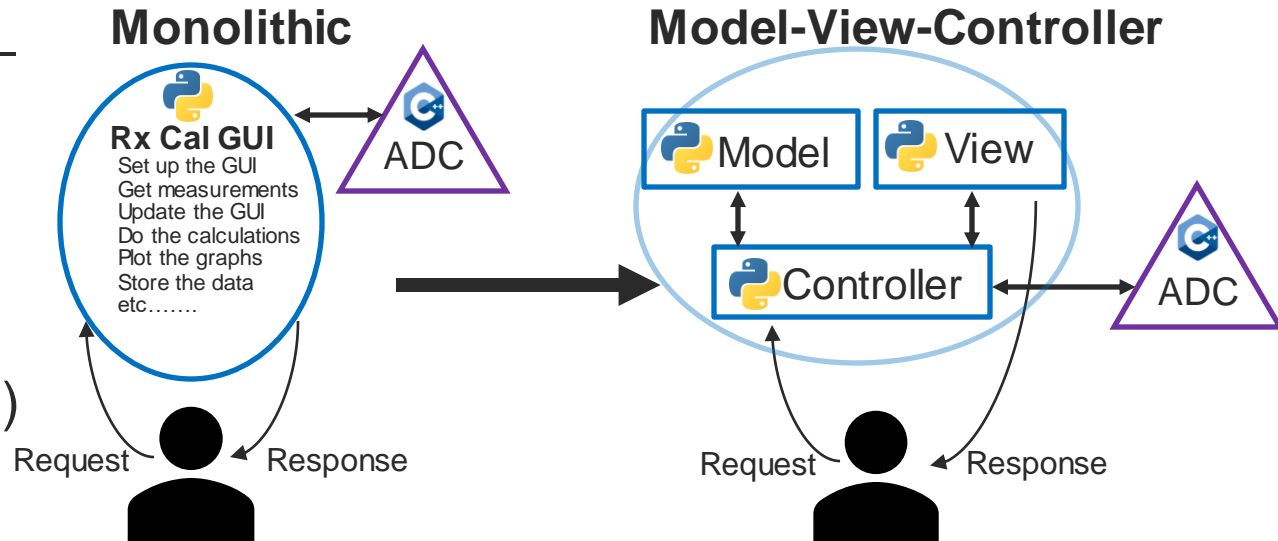 Monolithic
Rx Cal GUI
Set up the GUI
Get measurements
Update the GUI
Do the calculations
Plot the graphs
Store the data
etc.......
C++
ADC
)
Request
Response
Model-View-Controller
Model
View
Controller
C++
ADC
Request
Response